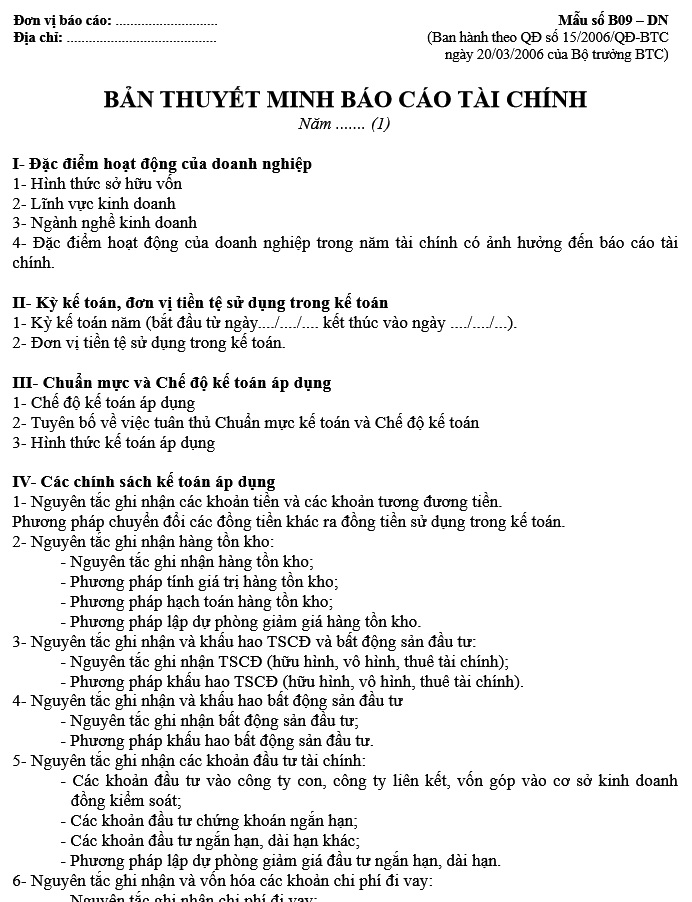 Đơn vị báo cáo: ............................
Mẫu số B09 – DN
Địa chỉ: .........................................
(Ban hành theo QĐ số 15/2006/QĐ-BTC
ngày 20/03/2006 của Bộ trưởng BTC)
BẢN THUYẾT MINH BÁO CÁO TÀI CHÍNH
Năm ....... (1)
I- Đặc điểm hoạt động của doanh nghiệp
1- Hình thức sở hữu vốn
2- Lĩnh vực kinh doanh
3- Ngành nghề kinh doanh
4- Đặc điểm hoạt động của doanh nghiệp trong năm tài chính có ảnh hưởng đến báo cáo tài
chính.
II- Kỳ kế toán, đơn vị tiền tệ sử dụng trong kế toán
1- Kỳ kế toán năm (bắt đầu từ ngày..../..../.... kết thúc vào ngày ..../..../...).
2- Đơn vị tiền tệ sử dụng trong kế toán.
III- Chuẩn mực và Chế độ kế toán áp dụng
1- Chế độ kế toán áp dụng
2- Tuyên bố về việc tuân thủ Chuẩn mực kế toán và Chế độ kế toán
3- Hình thức kế toán áp dụng
IV- Các chính sách kế toán áp dụng
1- Nguyên tắc ghi nhận các khoản tiền và các khoản tương đương tiền.
Phương pháp chuyển đổi các đồng tiền khác ra đồng tiền sử dụng trong kế toán.
2- Nguyên tắc ghi nhận hàng tồn kho:
- Nguyên tắc ghi nhận hàng tồn kho;
- Phương pháp tính giá trị hàng tồn kho;
- Phương pháp hạch toán hàng tồn kho;
- Phương pháp lập dự phòng giảm giá hàng tồn kho.
3- Nguyên tắc ghi nhận và khấu hao TSCĐ và bất động sản đầu tư:
- Nguyên tắc ghi nhận TSCĐ (hữu hình, vô hình, thuê tài chính);
- Phương pháp khấu hao TSCĐ (hữu hình, vô hình, thuê tài chính).
4- Nguyên tắc ghi nhận và khấu hao bất động sản đầu tư
- Nguyên tắc ghi nhận bất động sản đầu tư;
- Phương pháp khấu hao bất động sản đầu tư.
5- Nguyên tắc ghi nhận các khoản đầu tư tài chính:
- Các khoản đầu tư vào công ty con, công ty liên kết, vốn góp vào cơ sở kinh doanh
đồng kiểm soát;
- Các khoản đầu tư chứng khoán ngắn hạn;
- Các khoản đầu tư ngắn hạn, dài hạn khác;
- Phương pháp lập dự phòng giảm giá đầu tư ngắn hạn, dài hạn.
6- Nguyên tắc ghi nhận và vốn hóa các khoản chi phí đi vay:
- Nguyên tắc ghi nhận chi phí đi vay;